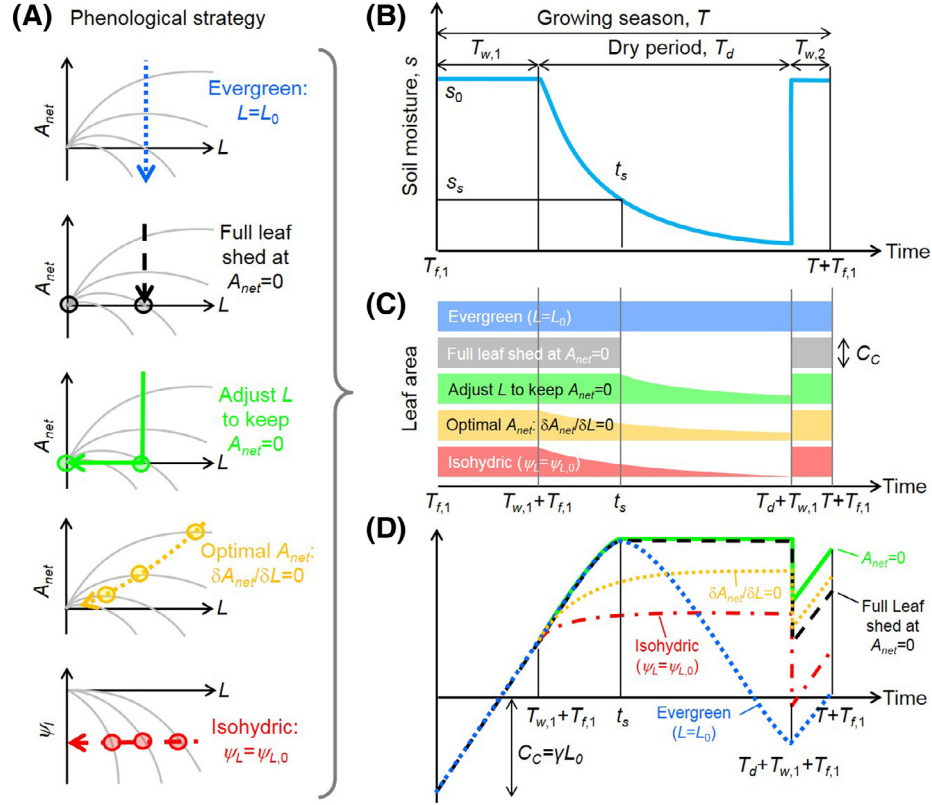 (A) Phenological strategy
A_net
L
Evergreen:
L=L_0
A_net
L
Full leaf
shed at
A_net=0
A_net
L
Adjust L
to keep
A_net=0
A_net
L
Optimal A_net:
δA_net/δL=0
ψ_l
L
Isohydric:
ψ_L=ψ_L,0
(B)
Growing season, T
T_w,1
Dry period, T_d
T_w,2
Soil moisture, s
s_0
s_s
t_s
Time
T_f,1
T+T_f,1
(C)
Leaf area
Evergreen (L=L_0)
Full leaf shed at A_net=0
C_C
Adjust L to keep A_net=0
Optimal A_net: δA_net/δL=0
Isohydric (ψ_L=ψ_L,0)
Time
T_f,1
T_w,1+T_f,1
t_s
T_d+T_w,1
T+T_f,1
(D)
A_net=0
δA_net/δL=0
Full Leaf
shed at
A_net=0
Isohydric
(ψ_L=ψ_L,0)
Time
T_w,1+T_f,1
t_s
T+T_f,1
Evergreen
(L=L_0)
C_C=γL_0
T_d+T_w,1+T_f,1